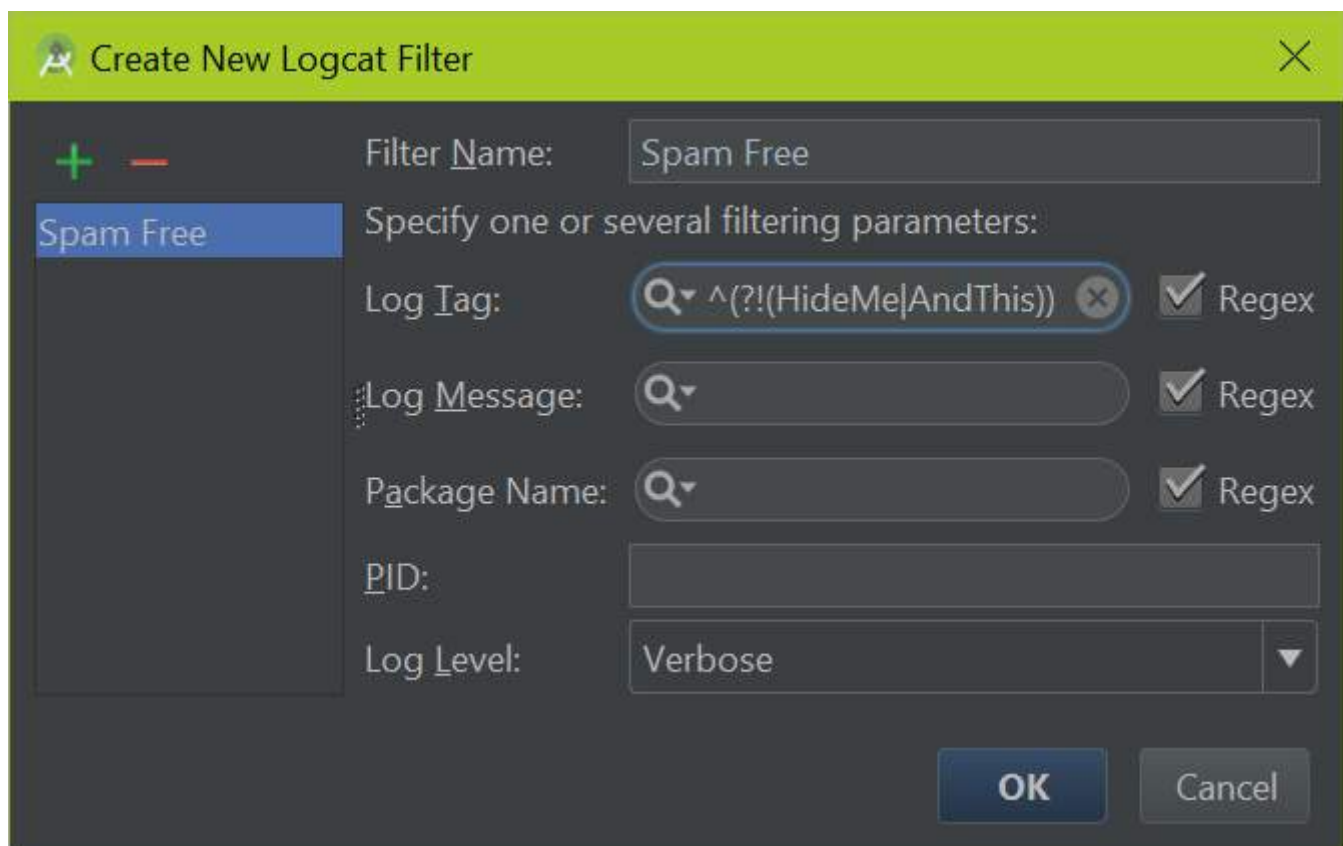 Create New Logcat Filter
Filter Name: Spam Free
Spam Free
Specify one or several filtering parameters:
Log Tag: ^(?!(HideMe|AndThis)) Regex
Log Message: Regex
Package Name: Regex
PID:
Log Level: Verbose
OK Cancel